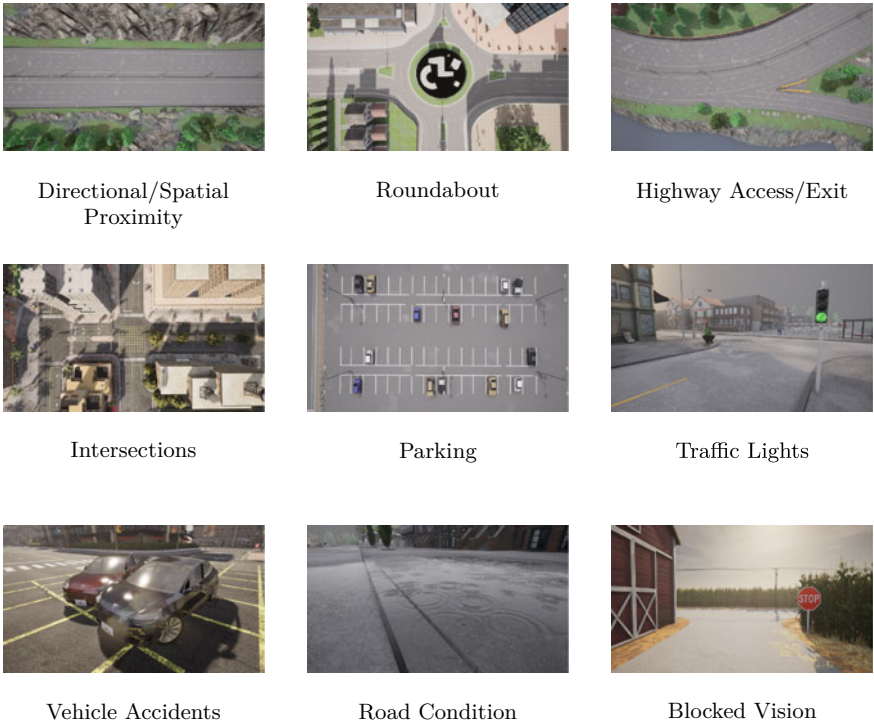 Directional/Spatial
Proximity
Roundabout
Highway Access/Exit
Intersections
Parking
Traffic Lights
STOP
Vehicle Accidents
Road Condition
Blocked Vision